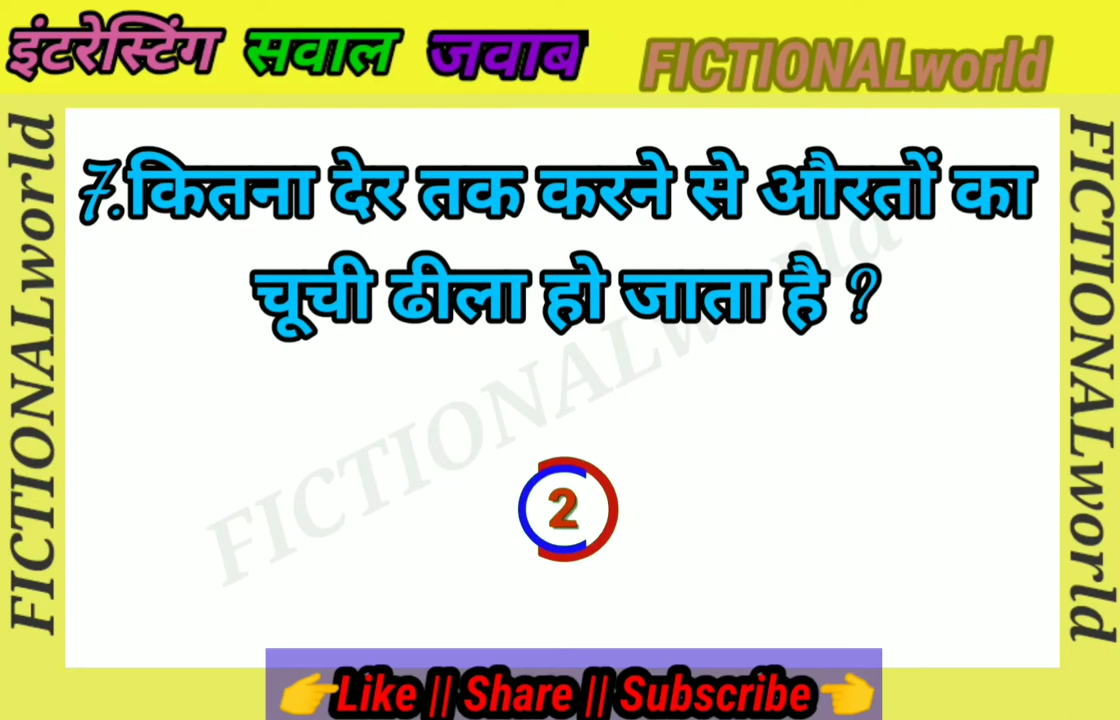 इंटरेस्टिंग सवाल जवाब FICTIONALworld
FICTIONALworld
7.कितना देर तक करने से औरतों का
चूची ढीला हो जाता है ?
FICTIONALworld
2
FICTIONALworld
👉Like || Share || Subscribe👈